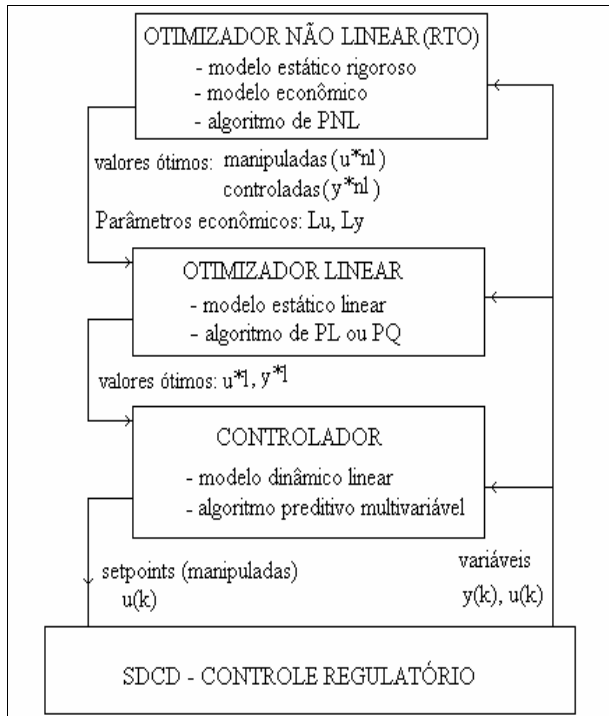 OTIMIZADOR NÃO LINEAR (RTO)
- modelo estático rigoroso
- modelo econômico
- algoritmo de PNL
valores ótimos: manipuladas (u*nl)
controladas (y*nl)
Parâmetros econômicos: Lu, Ly
OTIMIZADOR LINEAR
- modelo estático linear
- algoritmo de PL ou PQ
valores ótimos: u*l, y*l
CONTROLADOR
- modelo dinâmico linear
- algoritmo preditivo multivariável
setpoints (manipuladas)
u(k)
variáveis
y(k), u(k)
SDCD - CONTROLE REGULATÓRIO